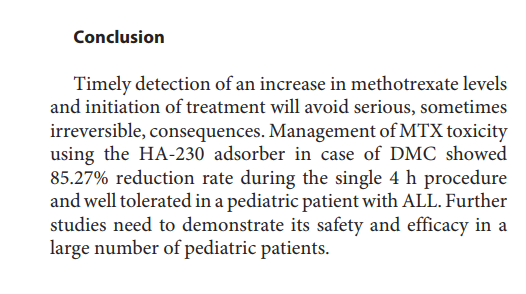 Conclusion
Timely detection of an increase in methotrexate levels
and initiation of treatment will avoid serious, sometimes
irreversible, consequences. Management of MTX toxicity
using the HA-230 adsorber in case of DMC showed
85.27% reduction rate during the single 4 h procedure
and well tolerated in a pediatric patient with ALL. Further
studies need to demonstrate its safety and efficacy in a
large number of pediatric patients.